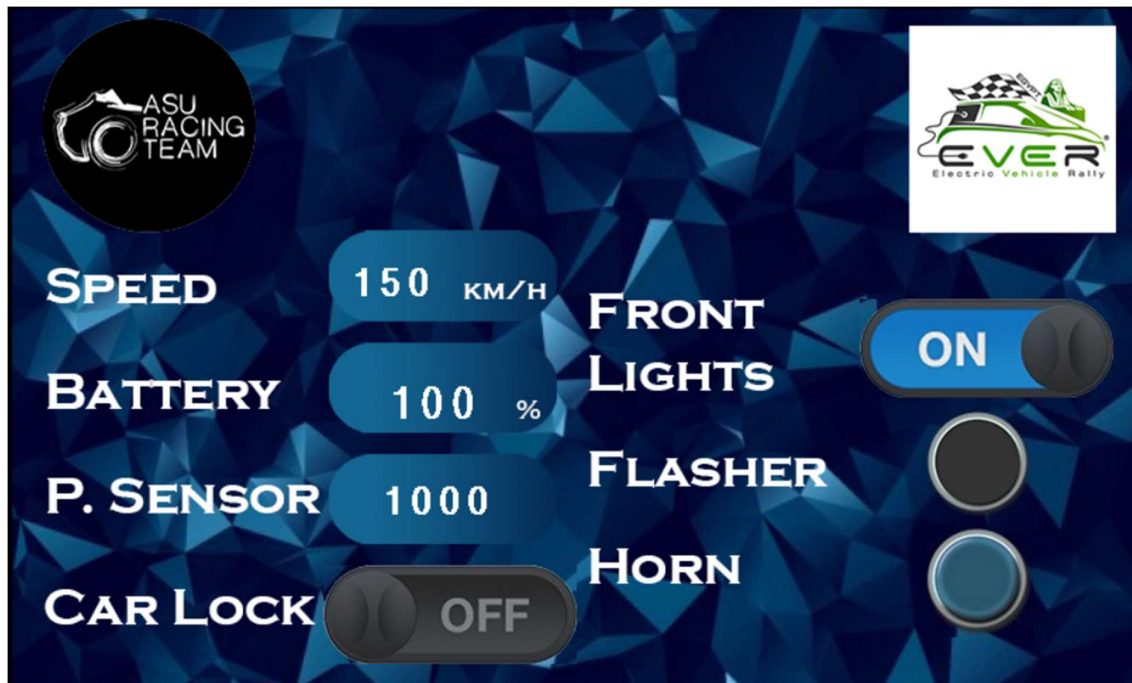 ASU
RACING
TEAM
EGYPT
EVER®
Electric Vehicle Rally
SPEED 150 KM/H
BATTERY 100 %
P. SENSOR 1000
CAR LOCK OFF
FRONT
LIGHTS ON
FLASHER
HORN